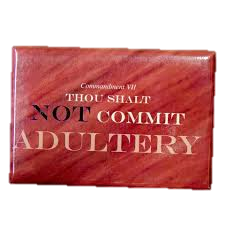 Commandment VII
THOU SHALT
NOT COMMIT
ADULTERY